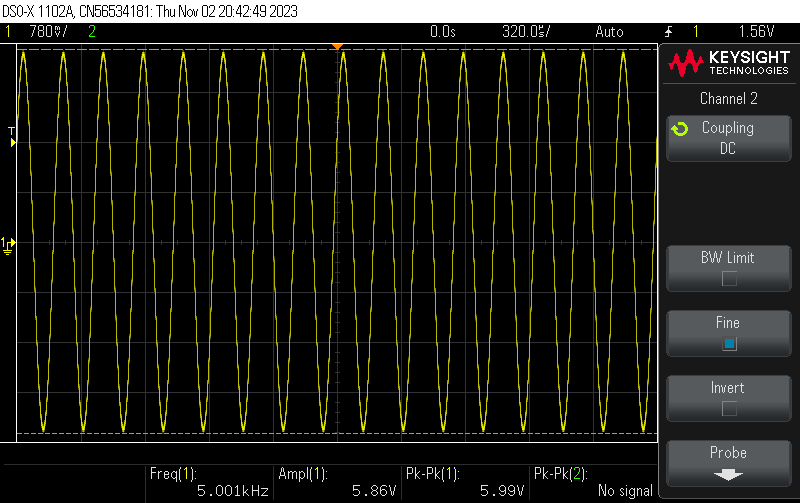 DSO-X 1102A, CN56534181: Thu Nov 02 20:42:49 2023
1 780mV/ 2 0.0s 320.0us/ Auto 1 1.56V
KEYSIGHT
TECHNOLOGIES
Channel 2
Coupling
DC
T
1
BW Limit
Fine
Invert
Probe
Freq(1): Ampl(1): Pk-Pk(1): Pk-Pk(2):
5.001kHz 5.86V 5.99V No signal